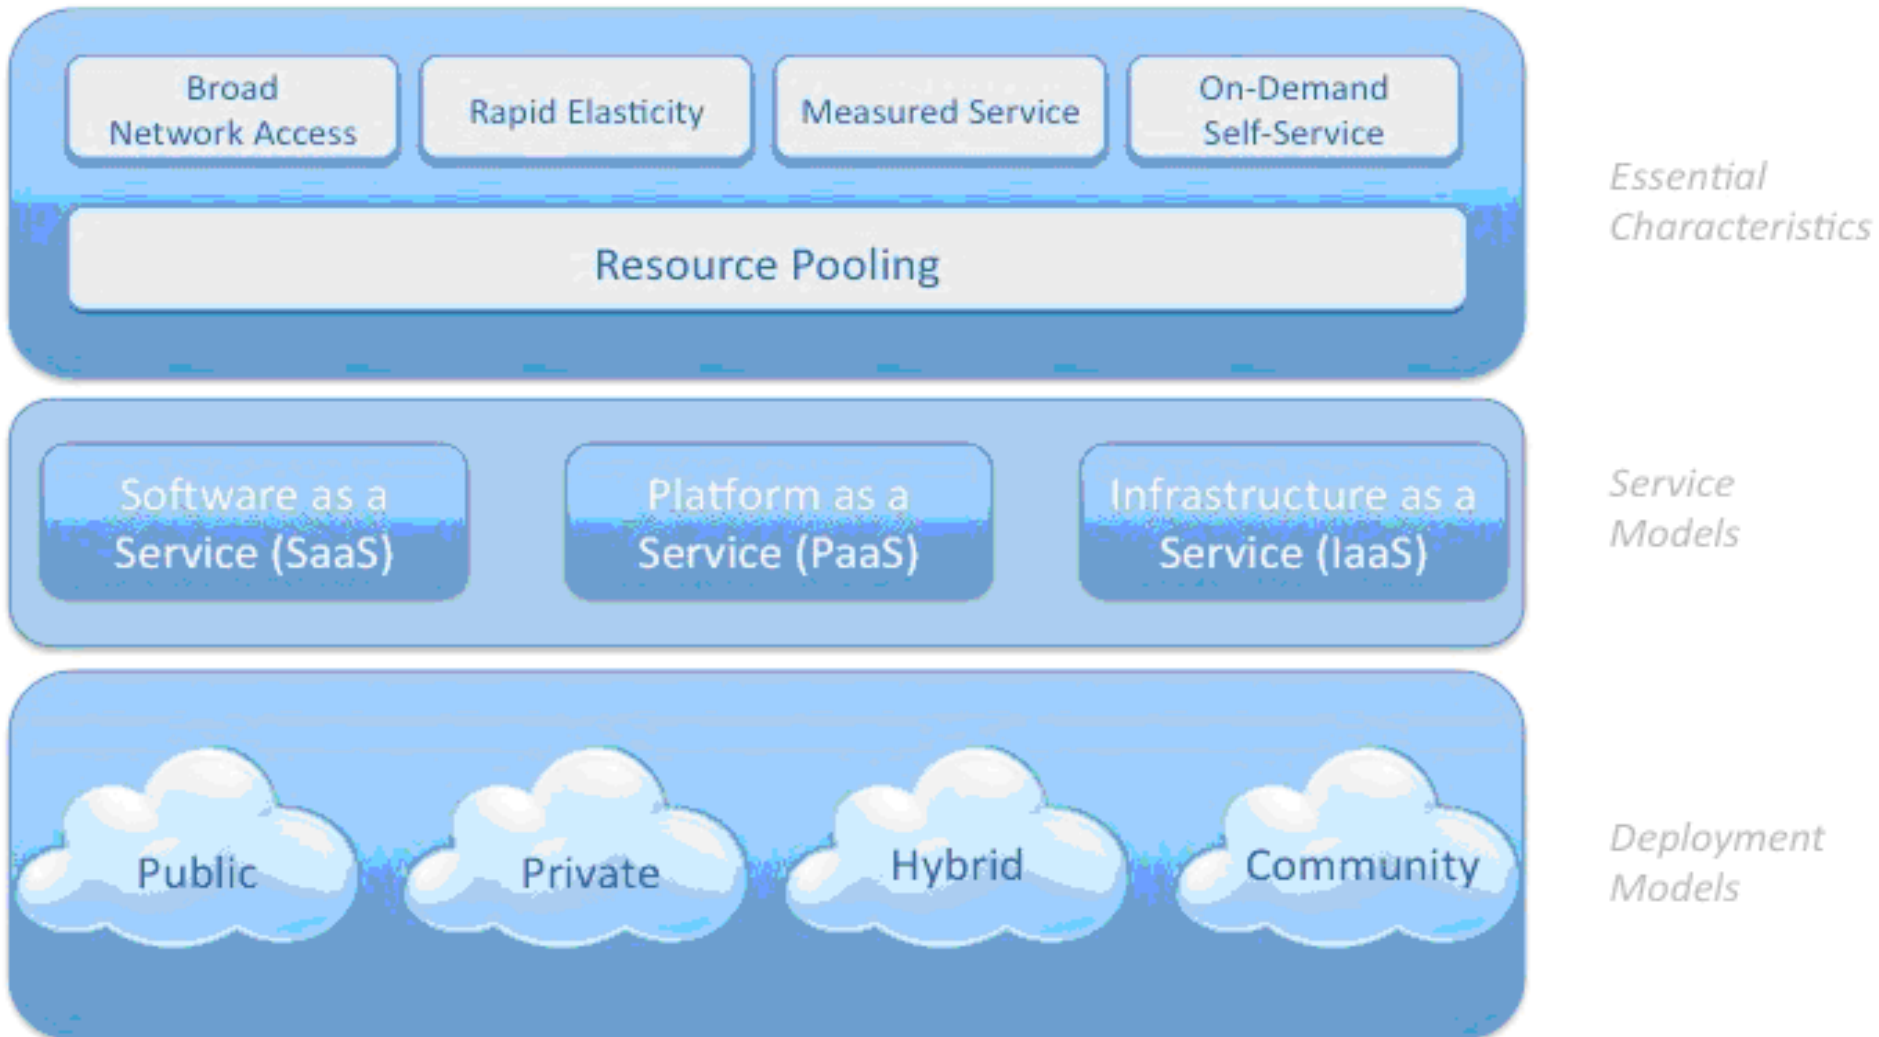 Broad
Network Access
Rapid Elasticity
Measured Service
On-Demand
Self-Service
Resource Pooling
Essential
Characteristics
Software as a
Service (SaaS)
Platform as a
Service (PaaS)
Infrastructure as a
Service (IaaS)
Service
Models
Public
Private
Hybrid
Community
Deployment
Models